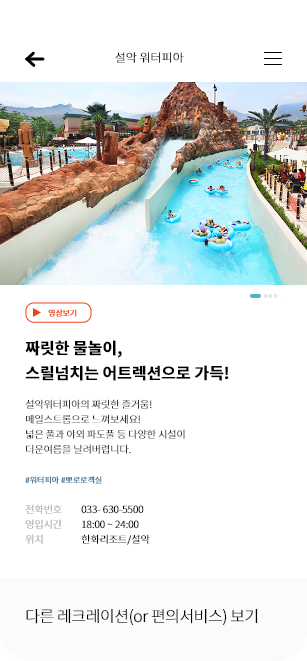 설악 워터피아
영상보기
짜릿한 물놀이,
스릴넘치는 어트렉션으로 가득!
설악워터피아의 짜릿한 즐거움!
메일스트롬으로 느껴보세요!
넓은 풀과 야외 파도풀 등 다양한 시설이
더운여름을 날려버립니다.
#워터피아 #뽀로로객실
전화번호 033- 630-5500
영입시간 18:00 ~ 24:00
위치 한화리조트/설악
다른 레크레이션(or 편의서비스) 보기